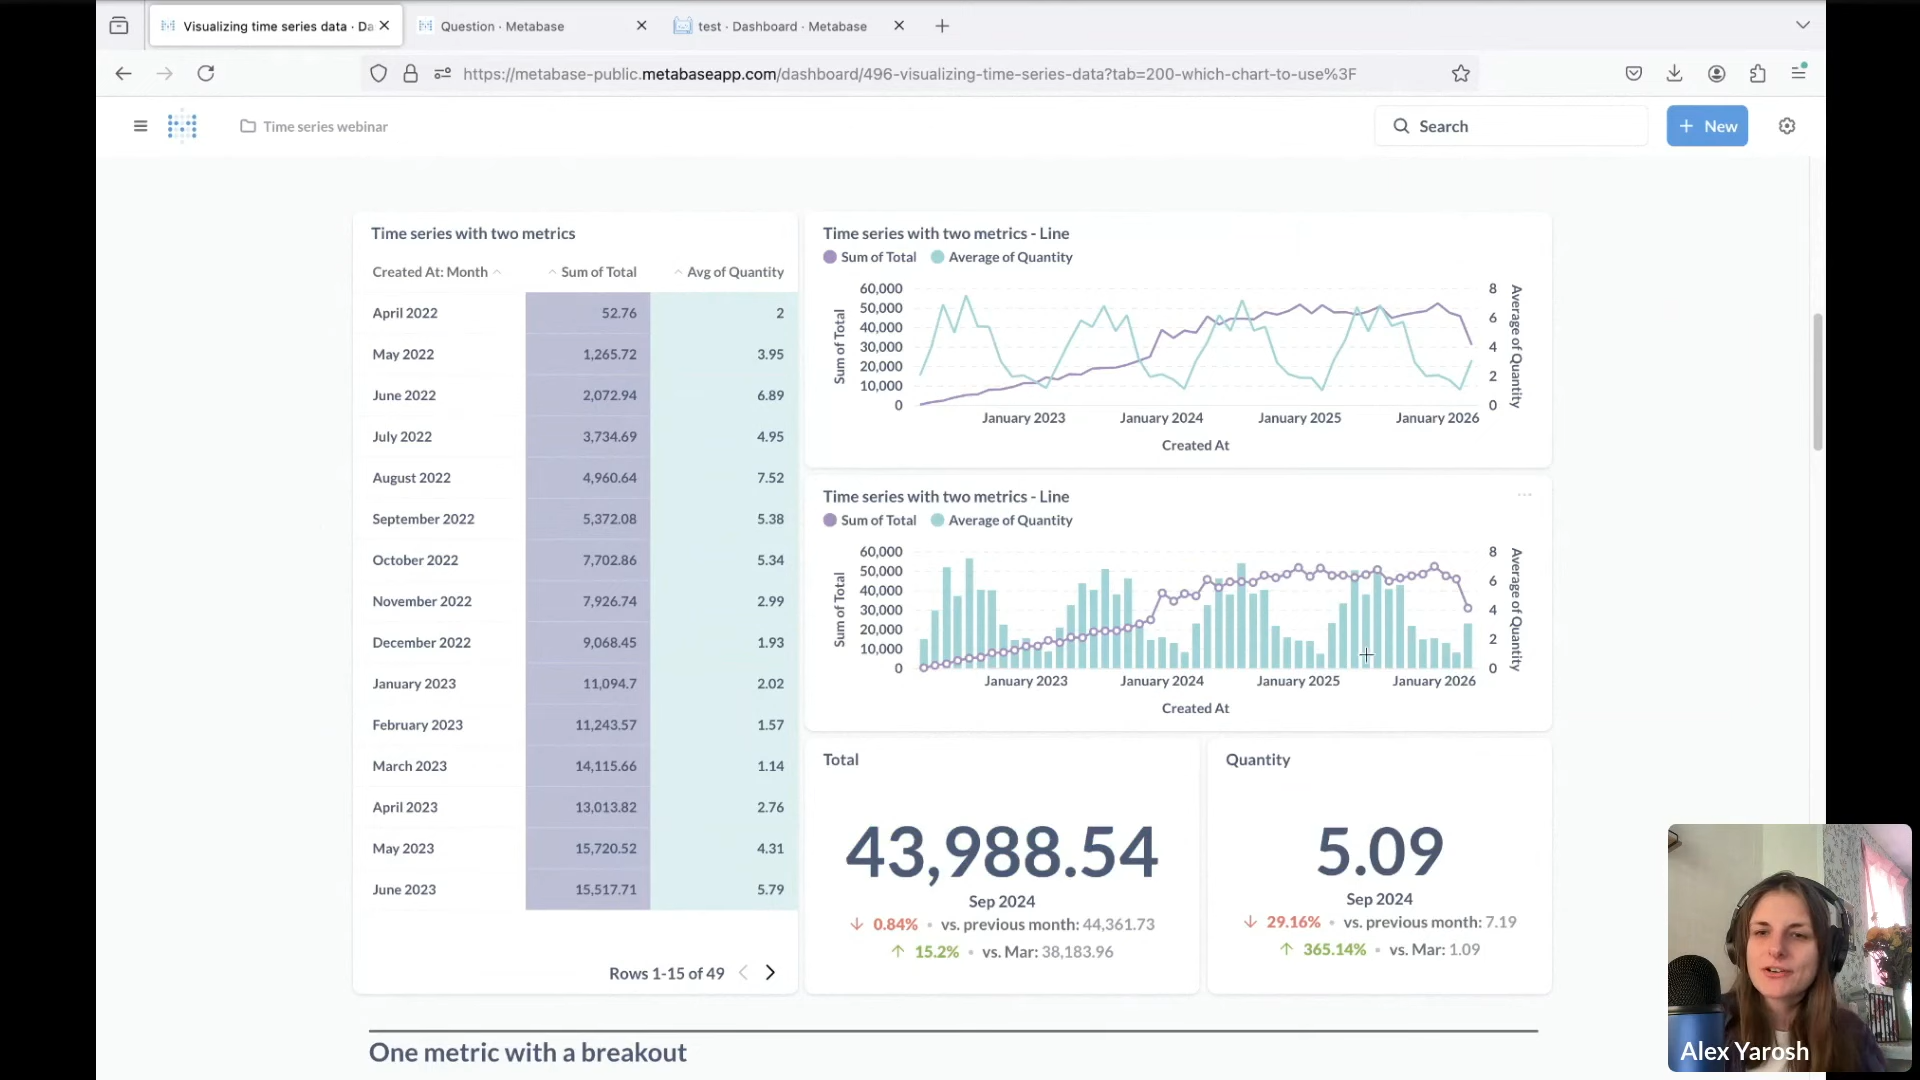 Visualizing time series data · Da
Question · Metabase
test · Dashboard · Metabase
https://metabase-public.metabaseapp.com/dashboard/496-visualizing-time-series-data?tab=200-which-chart-to-use%3F
Time series webinar
Search
+ New
Time series with two metrics
Created At: Month Sum of Total Avg of Quantity
April 2022 52.76 2
May 2022 1,265.72 3.95
June 2022 2,072.94 6.89
July 2022 3,734.69 4.95
August 2022 4,960.64 7.52
September 2022 5,372.08 5.38
October 2022 7,702.86 5.34
November 2022 7,926.74 2.99
December 2022 9,068.45 1.93
January 2023 11,094.7 2.02
February 2023 11,243.57 1.57
March 2023 14,115.66 1.14
April 2023 13,013.82 2.76
May 2023 15,720.52 4.31
June 2023 15,517.71 5.79
Rows 1-15 of 49
Time series with two metrics - Line
Sum of Total Average of Quantity
Sum of Total
60,000
50,000
40,000
30,000
20,000
10,000
0
8
6
4
2
0
Average of Quantity
January 2023 January 2024 January 2025 January 2026
Created At
Time series with two metrics - Line
Sum of Total Average of Quantity
Sum of Total
60,000
50,000
40,000
30,000
20,000
10,000
0
8
6
4
2
0
Average of Quantity
January 2023 January 2024 January 2025 January 2026
Created At
Total
43,988.54
Sep 2024
↓ 0.84% • vs. previous month: 44,361.73
↑ 15.2% • vs. Mar: 38,183.96
Quantity
5.09
Sep 2024
↓ 29.16% • vs. previous month: 7.19
↑ 365.14% • vs. Mar: 1.09
One metric with a breakout
Alex Yarosh